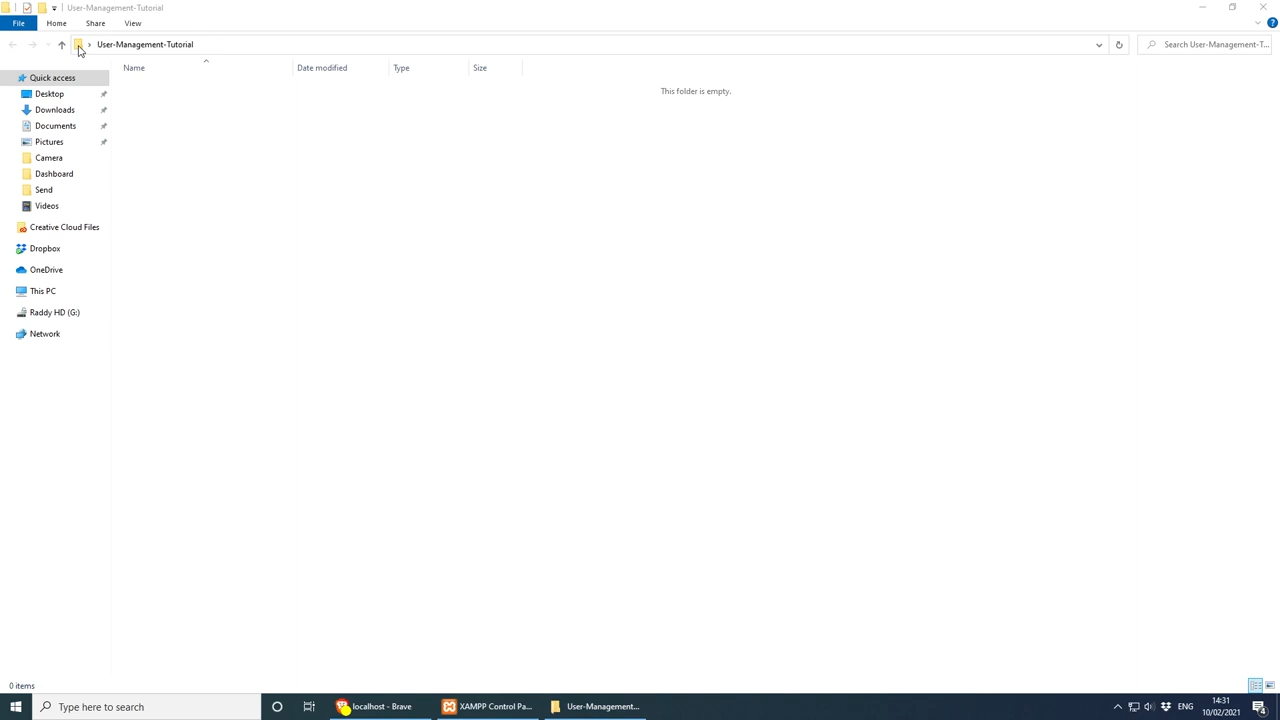 User-Management-Tutorial
File Home Share View
User-Management-Tutorial
Search User-Management-T...
Name Date modified Type Size
This folder is empty.
Quick access
Desktop
Downloads
Documents
Pictures
Camera
Dashboard
Send
Videos
Creative Cloud Files
Dropbox
OneDrive
This PC
Raddy HD (G:)
Network
0 items
Type here to search
localhost - Brave
XAMPP Control Pa...
User-Management...
ENG
14:31
10/02/2021
4